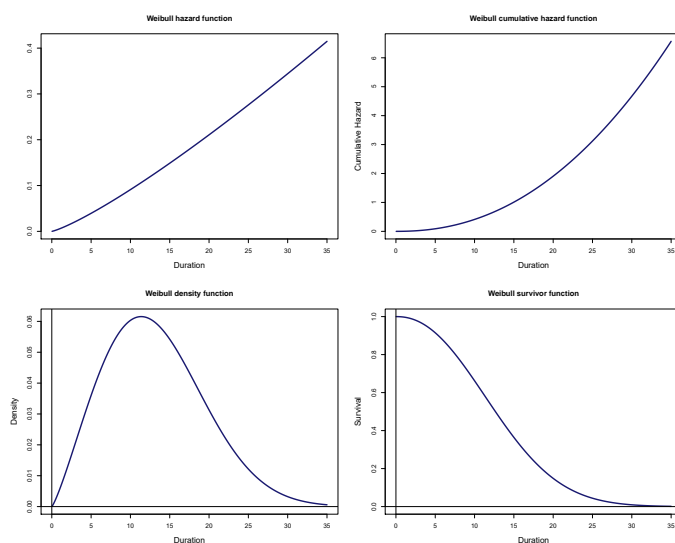 Weibull hazard function
0.4
0.3
0.2
0.1
0.0
0 5 10 15 20 25 30 35
Duration
Weibull cumulative hazard function
Cumulative Hazard
6
5
4
3
2
1
0
0 5 10 15 20 25 30 35
Duration
Weibull density function
Density
0.06
0.05
0.04
0.03
0.02
0.01
0.00
0 5 10 15 20 25 30 35
Duration
Weibull survivor function
Survival
1.0
0.8
0.6
0.4
0.2
0.0
0 5 10 15 20 25 30 35
Duration